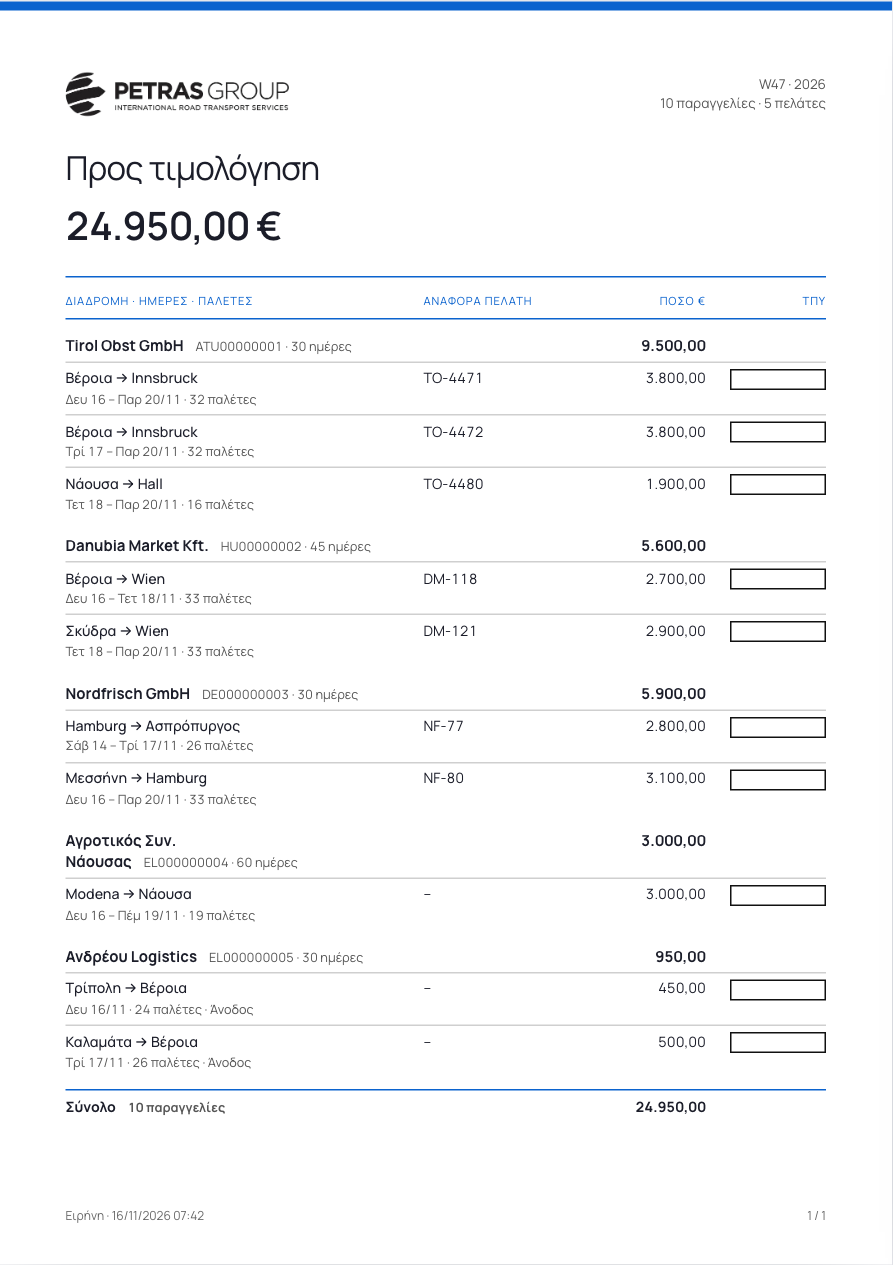 PETRAS GROUP
INTERNATIONAL ROAD TRANSPORT SERVICES
W47 · 2026
10 παραγγελίες · 5 πελάτες
Προς τιμολόγηση
24.950,00 €
ΔΙΑΔΡΟΜΗ · ΗΜΕΡΕΣ · ΠΑΛΕΤΕΣ ΑΝΑΦΟΡΑ ΠΕΛΑΤΗ ΠΟΣΟ € ΤΠΥ
Tirol Obst GmbH ATU00000001 · 30 ημέρες 9.500,00
Βέροια → Innsbruck TO-4471 3.800,00
Δευ 16 – Παρ 20/11 · 32 παλέτες
Βέροια → Innsbruck TO-4472 3.800,00
Τρί 17 – Παρ 20/11 · 32 παλέτες
Νάουσα → Hall TO-4480 1.900,00
Τετ 18 – Παρ 20/11 · 16 παλέτες
Danubia Market Kft. HU00000002 · 45 ημέρες 5.600,00
Βέροια → Wien DM-118 2.700,00
Δευ 16 – Τετ 18/11 · 33 παλέτες
Σκύδρα → Wien DM-121 2.900,00
Τετ 18 – Παρ 20/11 · 33 παλέτες
Nordfrisch GmbH DE000000003 · 30 ημέρες 5.900,00
Hamburg → Ασπρόπυργος NF-77 2.800,00
Σάβ 14 – Τρί 17/11 · 26 παλέτες
Μεσσήνη → Hamburg NF-80 3.100,00
Δευ 16 – Παρ 20/11 · 33 παλέτες
Αγροτικός Συν. 3.000,00
Νάουσας EL000000004 · 60 ημέρες
Modena → Νάουσα – 3.000,00
Δευ 16 – Πέμ 19/11 · 19 παλέτες
Ανδρέου Logistics EL000000005 · 30 ημέρες 950,00
Τρίπολη → Βέροια – 450,00
Δευ 16/11 · 24 παλέτες · Άνοδος
Καλαμάτα → Βέροια – 500,00
Τρί 17/11 · 26 παλέτες · Άνοδος
Σύνολο 10 παραγγελίες 24.950,00
Ειρήνη · 16/11/2026 07:42 1 / 1